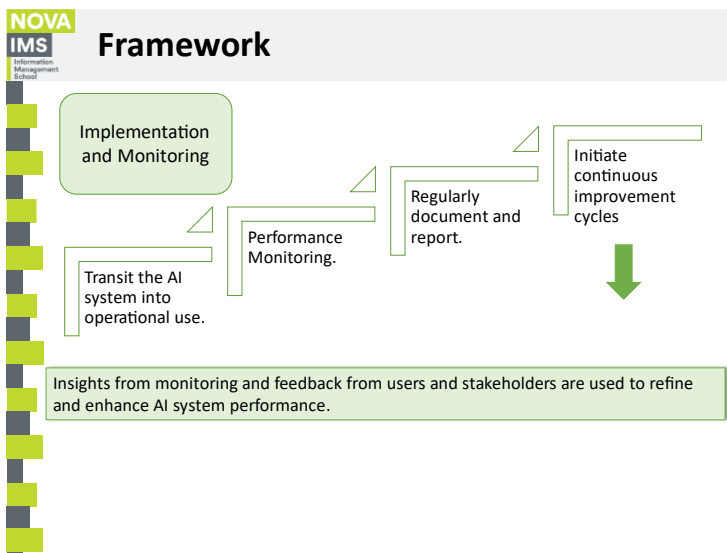 NOVA
IMS
Information
Management
School
Framework
Implementation
and Monitoring
Transit the AI
system into
operational use.
Performance
Monitoring.
Regularly
document and
report.
Initiate
continuous
improvement
cycles
Insights from monitoring and feedback from users and stakeholders are used to refine
and enhance AI system performance.